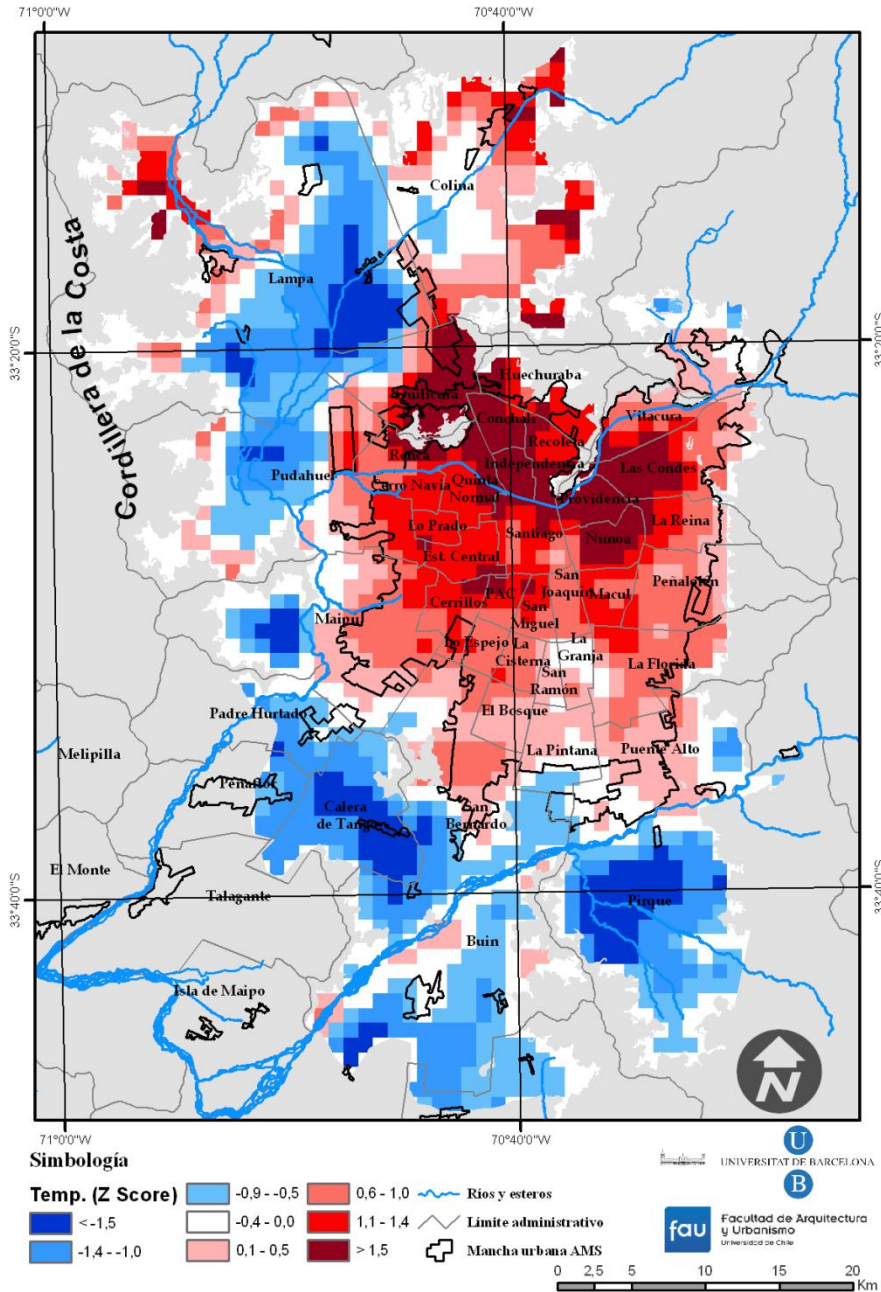 71°0'0"W
70°40'0"W
Colina
Cordillera de la Costa
Lampa
33°20'0"S
33°20'0"S
Huechuraba
Quilicura
Conchalí
Vitacura
Recoleta
Renca
Independencia
Las Condes
Pudahuel
Quinta
Normal
Cerro Navia
Providencia
Lo Prado
Santiago
La Reina
Nunoa
Est. Central
San
Joaquín
Peñalolén
PAC
Macul
Cerrillos
San
Miguel
Maipu
Lo Espejo
La
Cisterna
La
Granja
La Florida
San
Ramón
Padre Hurtado
El Bosque
Melipilla
La Pintana
Puente Alto
Peñaflor
Calera
de Tango
San
Bernardo
El Monte
Talagante
33°40'0"S
33°40'0"S
Pirque
Buin
Isla de Maipo
N
71°0'0"W
70°40'0"W
Simbología
Temp. (Z Score)
< -1,5
-1,4 - -1,0
-0,9 - -0,5
-0,4 - 0,0
0,1 - 0,5
0,6 - 1,0
1,1 - 1,4
> 1,5
Ríos y esteros
Límite administrativo
Mancha urbana AMS
U
UNIVERSITAT DE BARCELONA
B
fau
Facultad de Arquitectura
y Urbanismo
Universidad de Chile
0 2,5 5 10 15 20
Km